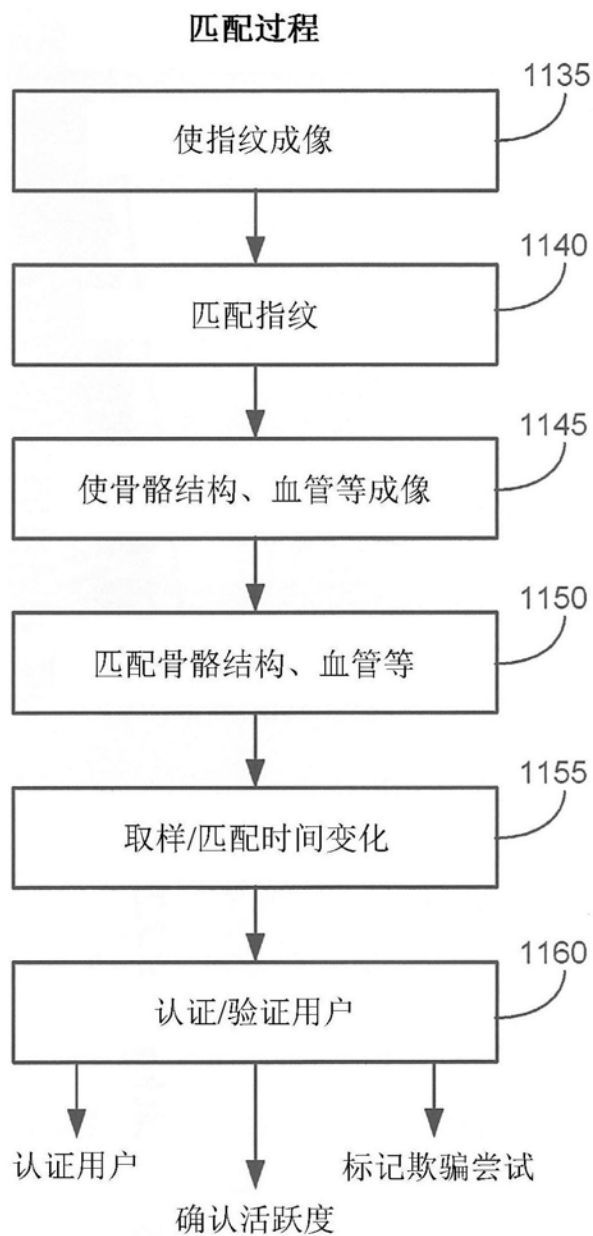 匹配过程
1135
使指纹成像
1140
匹配指纹
1145
使骨骼结构、血管等成像
1150
匹配骨骼结构、血管等
1155
取样/匹配时间变化
1160
认证/验证用户
认证用户
确认活跃度
标记欺骗尝试